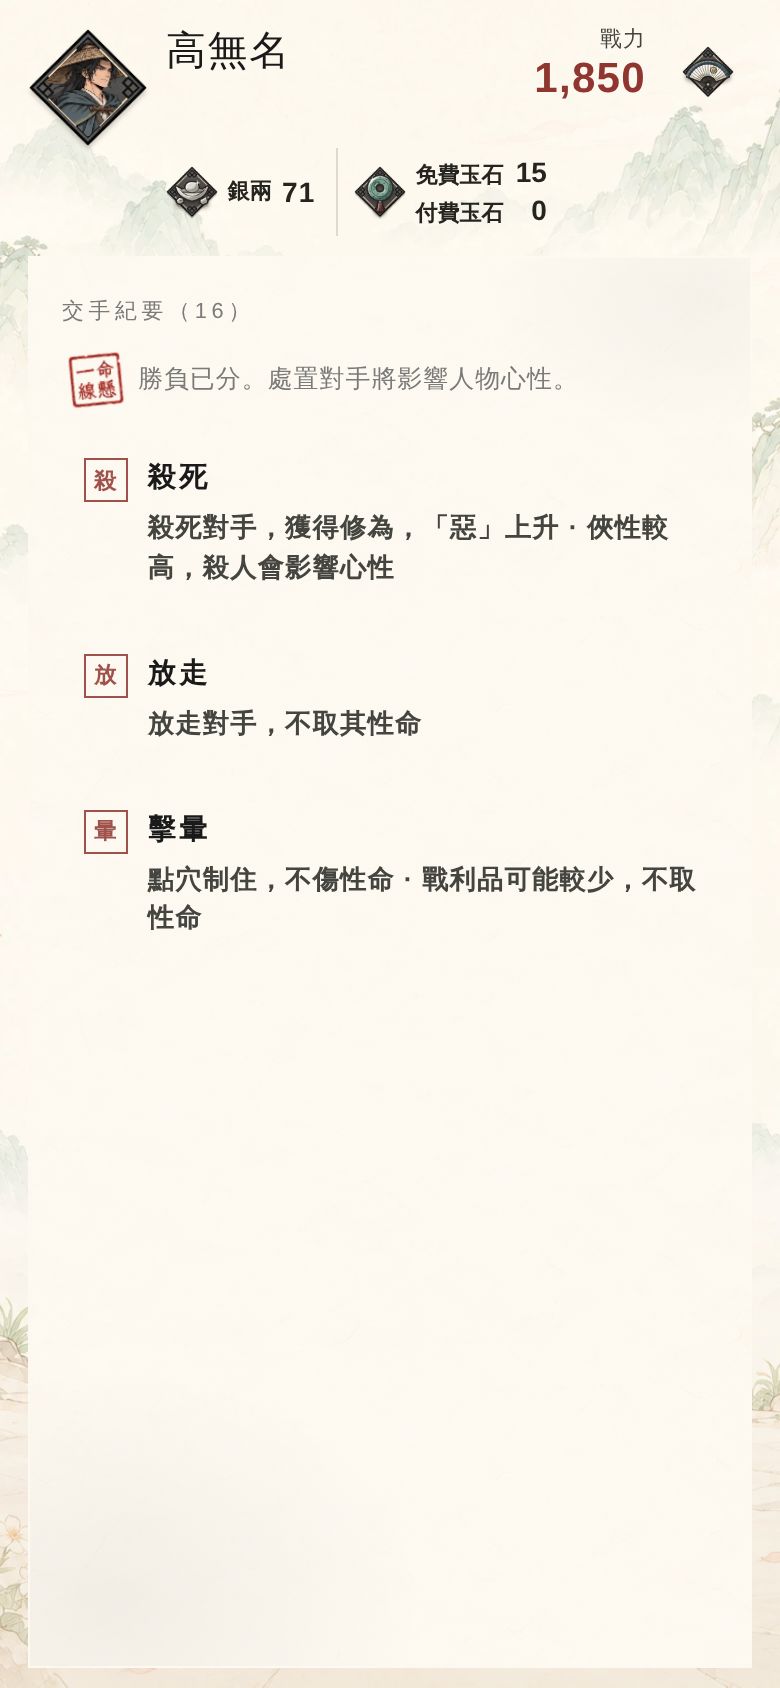 高無名
戰力
1,850
銀兩 71
免費玉石 15
付費玉石 0
交手紀要（16）
一命懸線
勝負已分。處置對手將影響人物心性。
殺
殺死
殺死對手，獲得修為，「惡」上升 · 俠性較
高，殺人會影響心性
放
放走
放走對手，不取其性命
暈
擊暈
點穴制住，不傷性命 · 戰利品可能較少，不取
性命